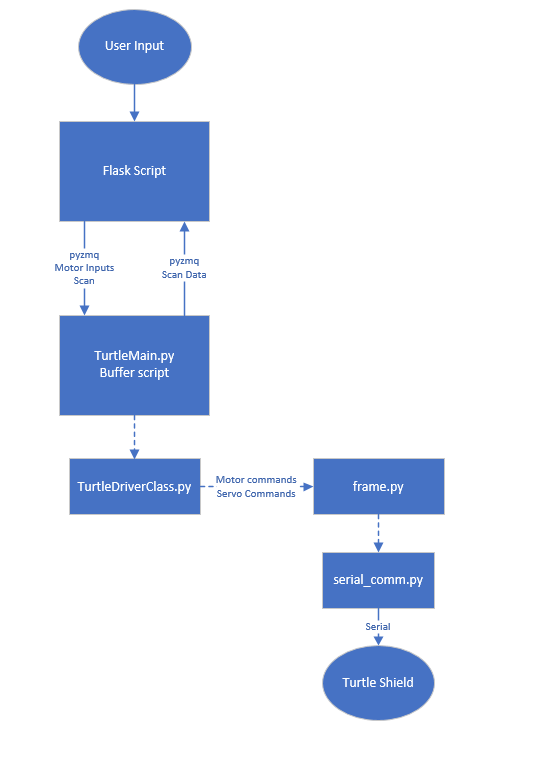 User Input
Flask Script
pyzmq
Motor Inputs
Scan
pyzmq
Scan Data
TurtleMain.py
Buffer script
TurtleDriverClass.py
Motor commands
Servo Commands
frame.py
serial_comm.py
Serial
Turtle Shield